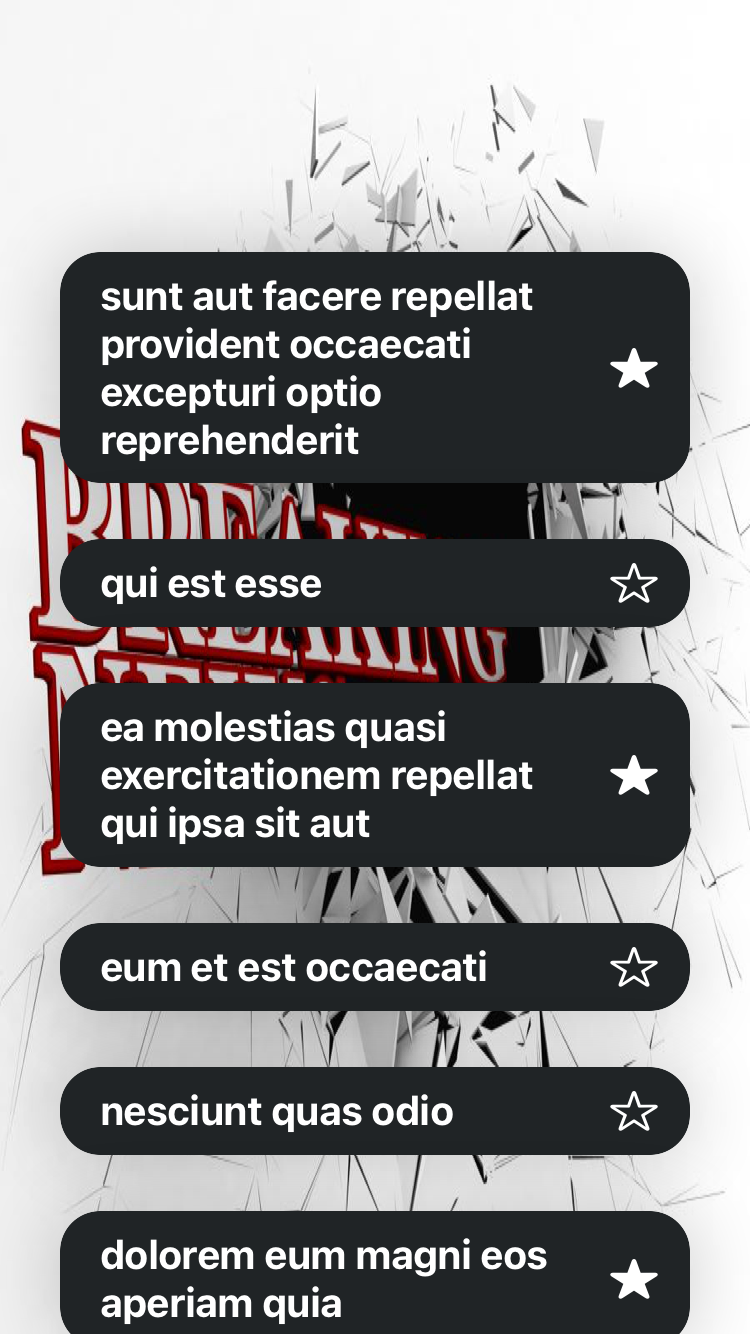 sunt aut facere repellat
provident occaecati
excepturi optio
reprehenderit
BREAKING
qui est esse
ea molestias quasi
exercitationem repellat
qui ipsa sit aut
eum et est occaecati
nesciunt quas odio
dolorem eum magni eos
aperiam quia